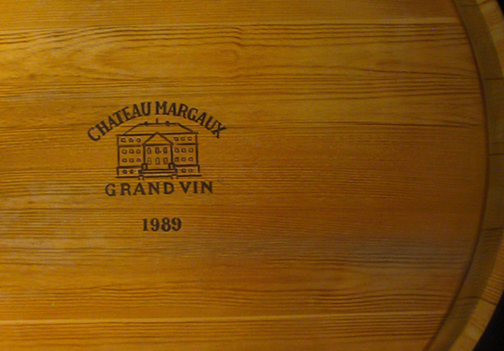 CHATEAU MARGAUX
GRAND VIN
1989